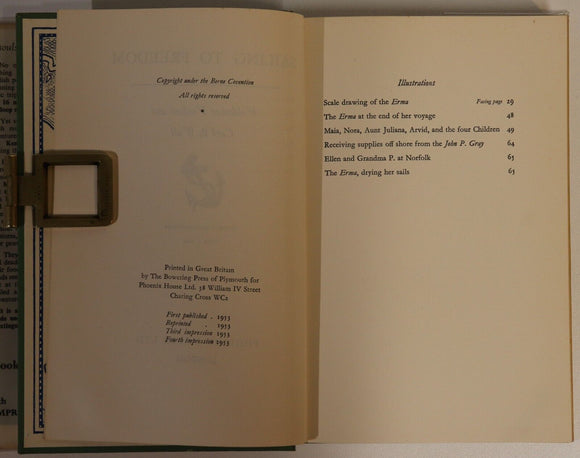 Copyright under the Berne Convention
All rights reserved
Printed in Great Britain
by The Bowering Press of Plymouth for
Phoenix House Ltd. 38 William IV Street
Charing Cross WC2
First published . 1953
Reprinted . 1953
Third impression . 1953
Fourth impression . 1953
Illustrations
Scale drawing of the Erma Facing page 29
The Erma at the end of her voyage 48
Maia, Nora, Aunt Juliana, Arvid, and the four Children 49
Receiving supplies off shore from the John P. Gray 64
Ellen and Grandma P. at Norfolk 65
The Erma, drying her sails 65
SAILING TO FREEDOM